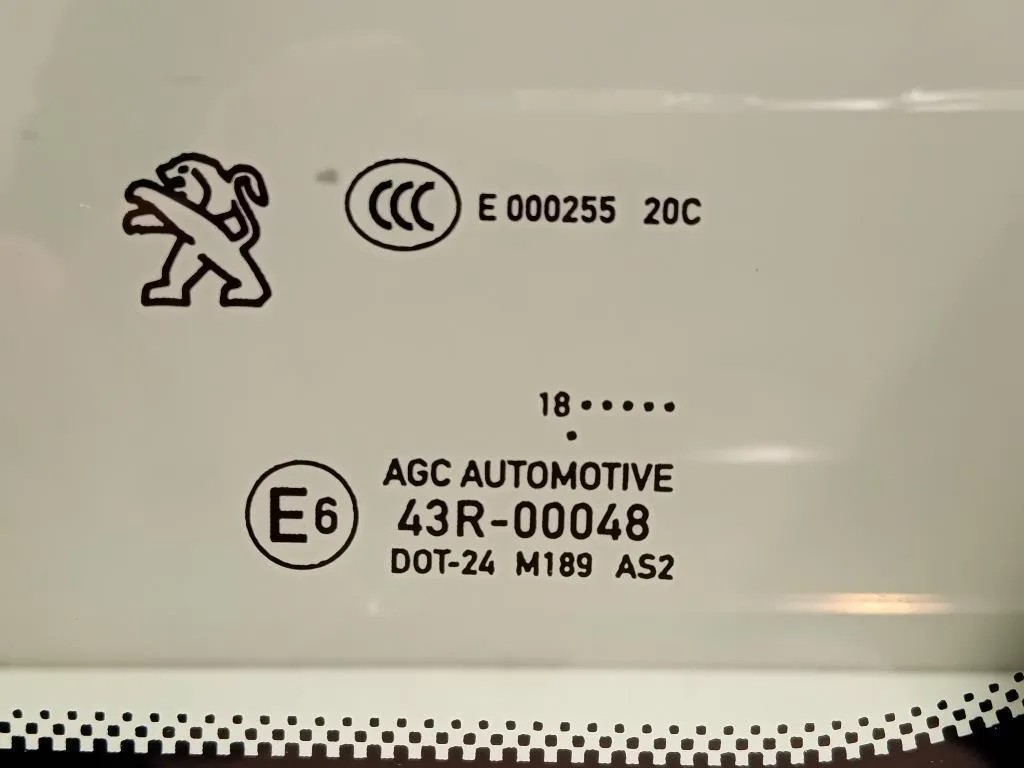 CCC E 000255 20C
18•••••
•
AGC AUTOMOTIVE
E6 43R-00048
DOT-24 M189 AS2